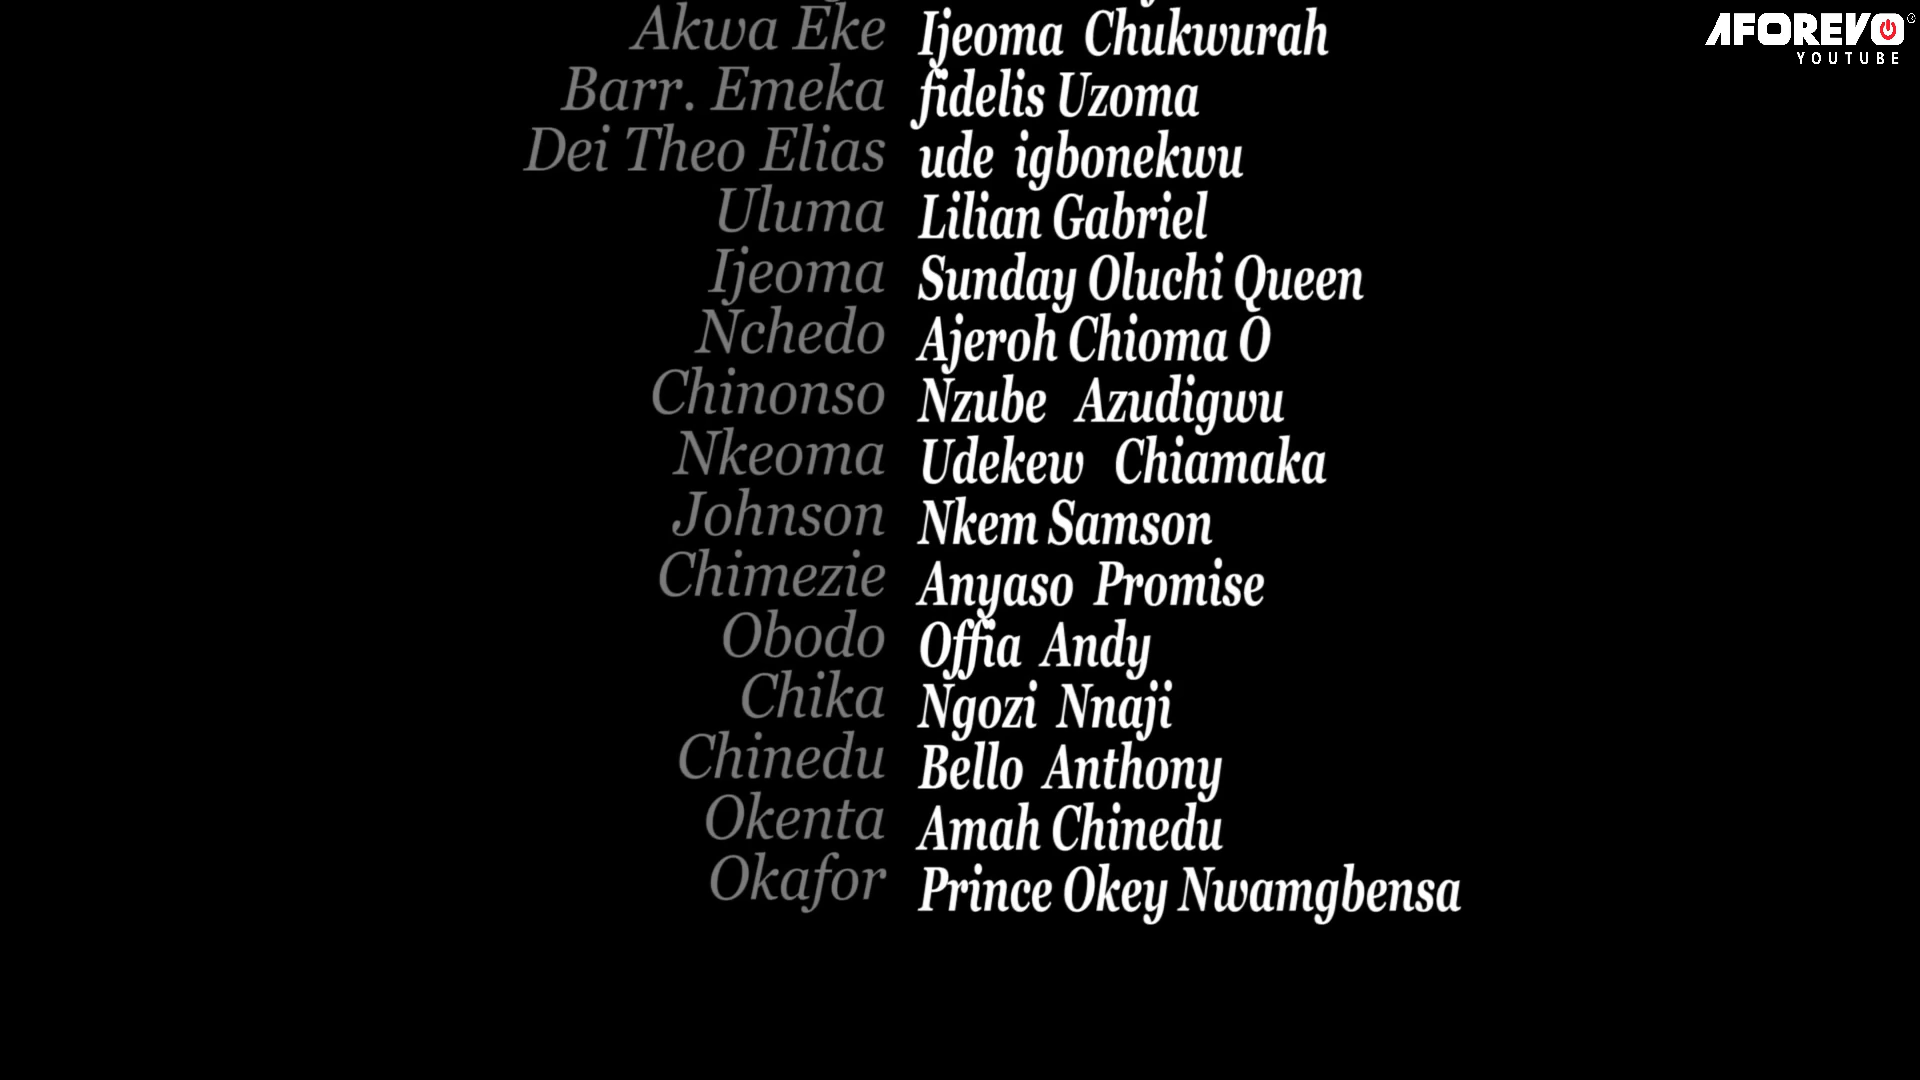 AFOREVO
YOUTUBE
Akwa Eke Ijeoma Chukwurah
Barr. Emeka fidelis Uzoma
Dei Theo Elias ude igbonekwu
Uluma Lilian Gabriel
Ijeoma Sunday Oluchi Queen
Nchedo Ajeroh Chioma O
Chinonso Nzube Azudigwu
Nkeoma Udekew Chiamaka
Johnson Nkem Samson
Chimezie Anyaso Promise
Obodo Offia Andy
Chika Ngozi Nnaji
Chinedu Bello Anthony
Okenta Amah Chinedu
Okafor Prince Okey Nwamgbensa